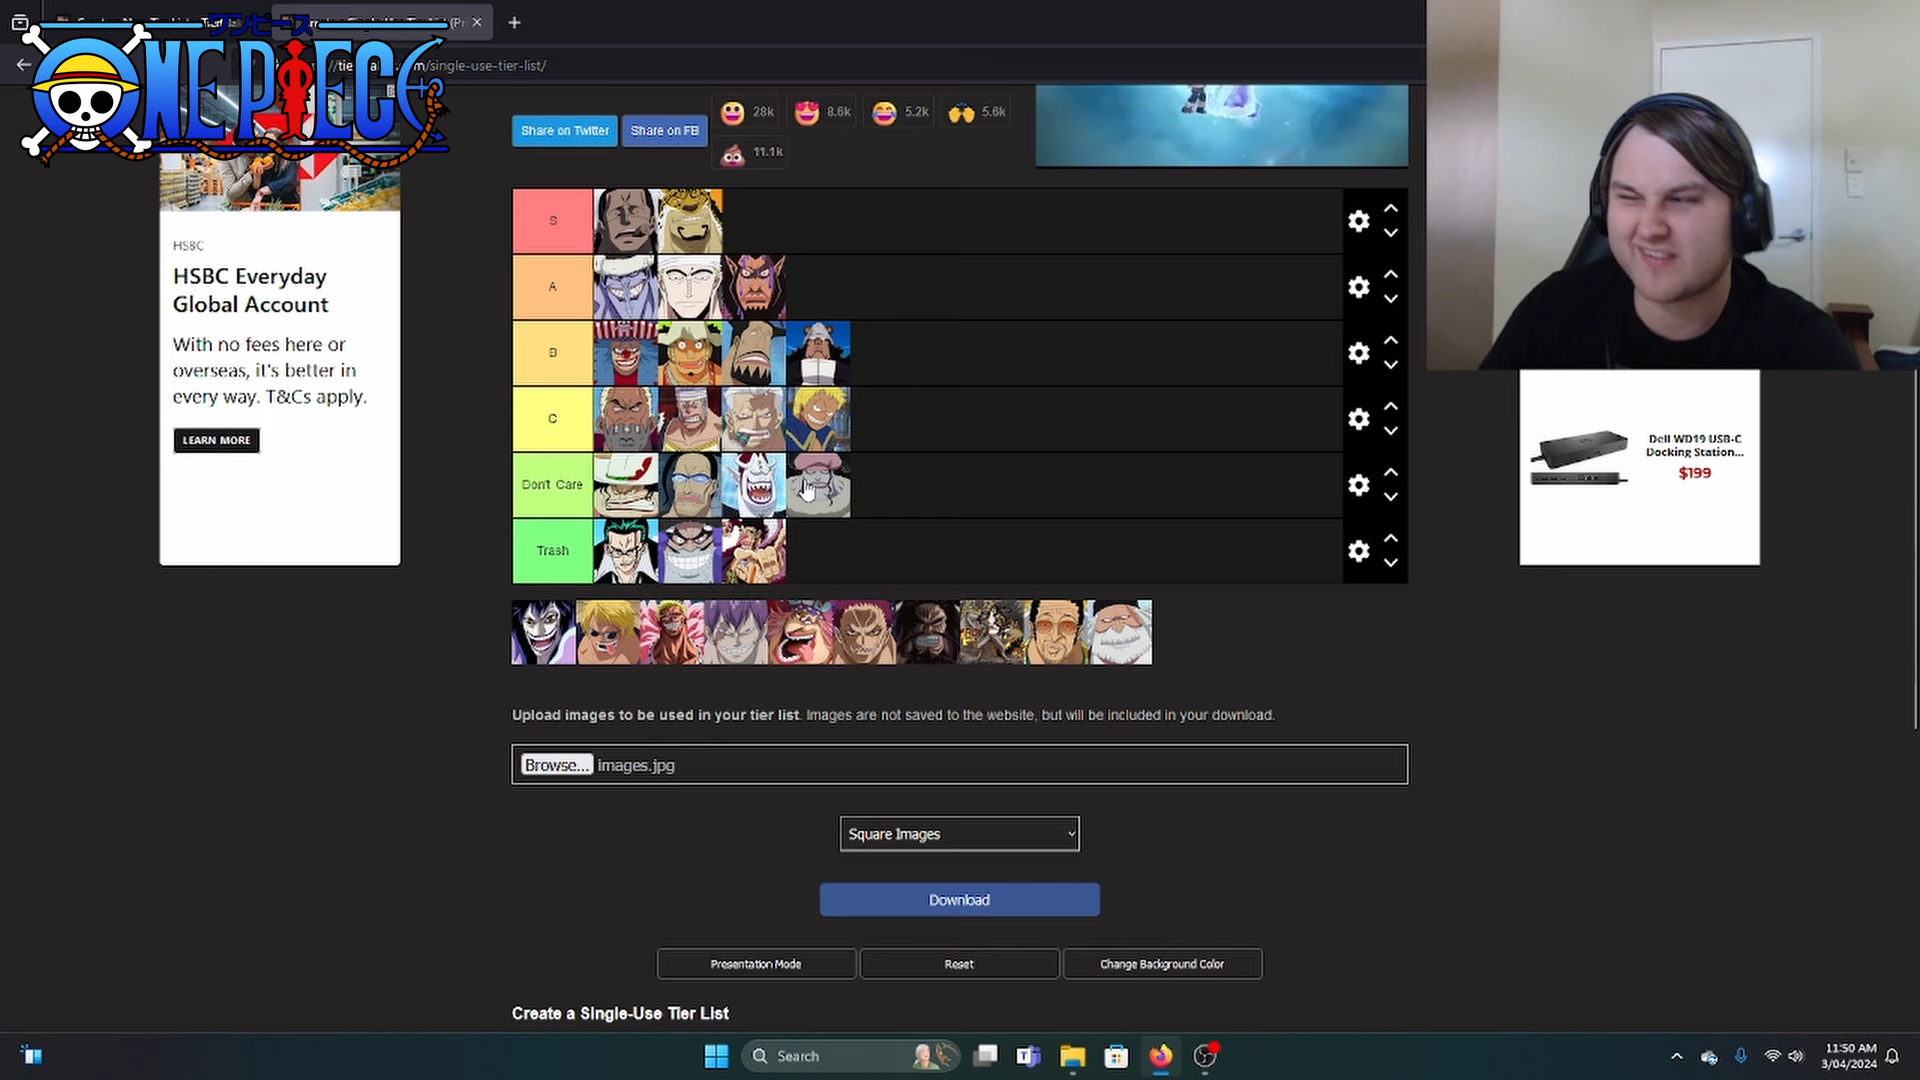 ワンピース
ONE PIECE
/single-use-tier-list/
Share on Twitter
Share on FB
28k
8.6k
5.2k
5.6k
11.1k
HSBC
HSBC Everyday
Global Account
With no fees here or
overseas, it's better in
every way. T&Cs apply.
LEARN MORE
S
A
B
C
Don't Care
Trash
Dell WD19 USB-C
Docking Station...
$199
Upload images to be used in your tier list. Images are not saved to the website, but will be included in your download.
Browse... images.jpg
Square Images
Download
Presentation Mode
Reset
Change Background Color
Create a Single-Use Tier List
Search
11:50 AM
3/04/2024